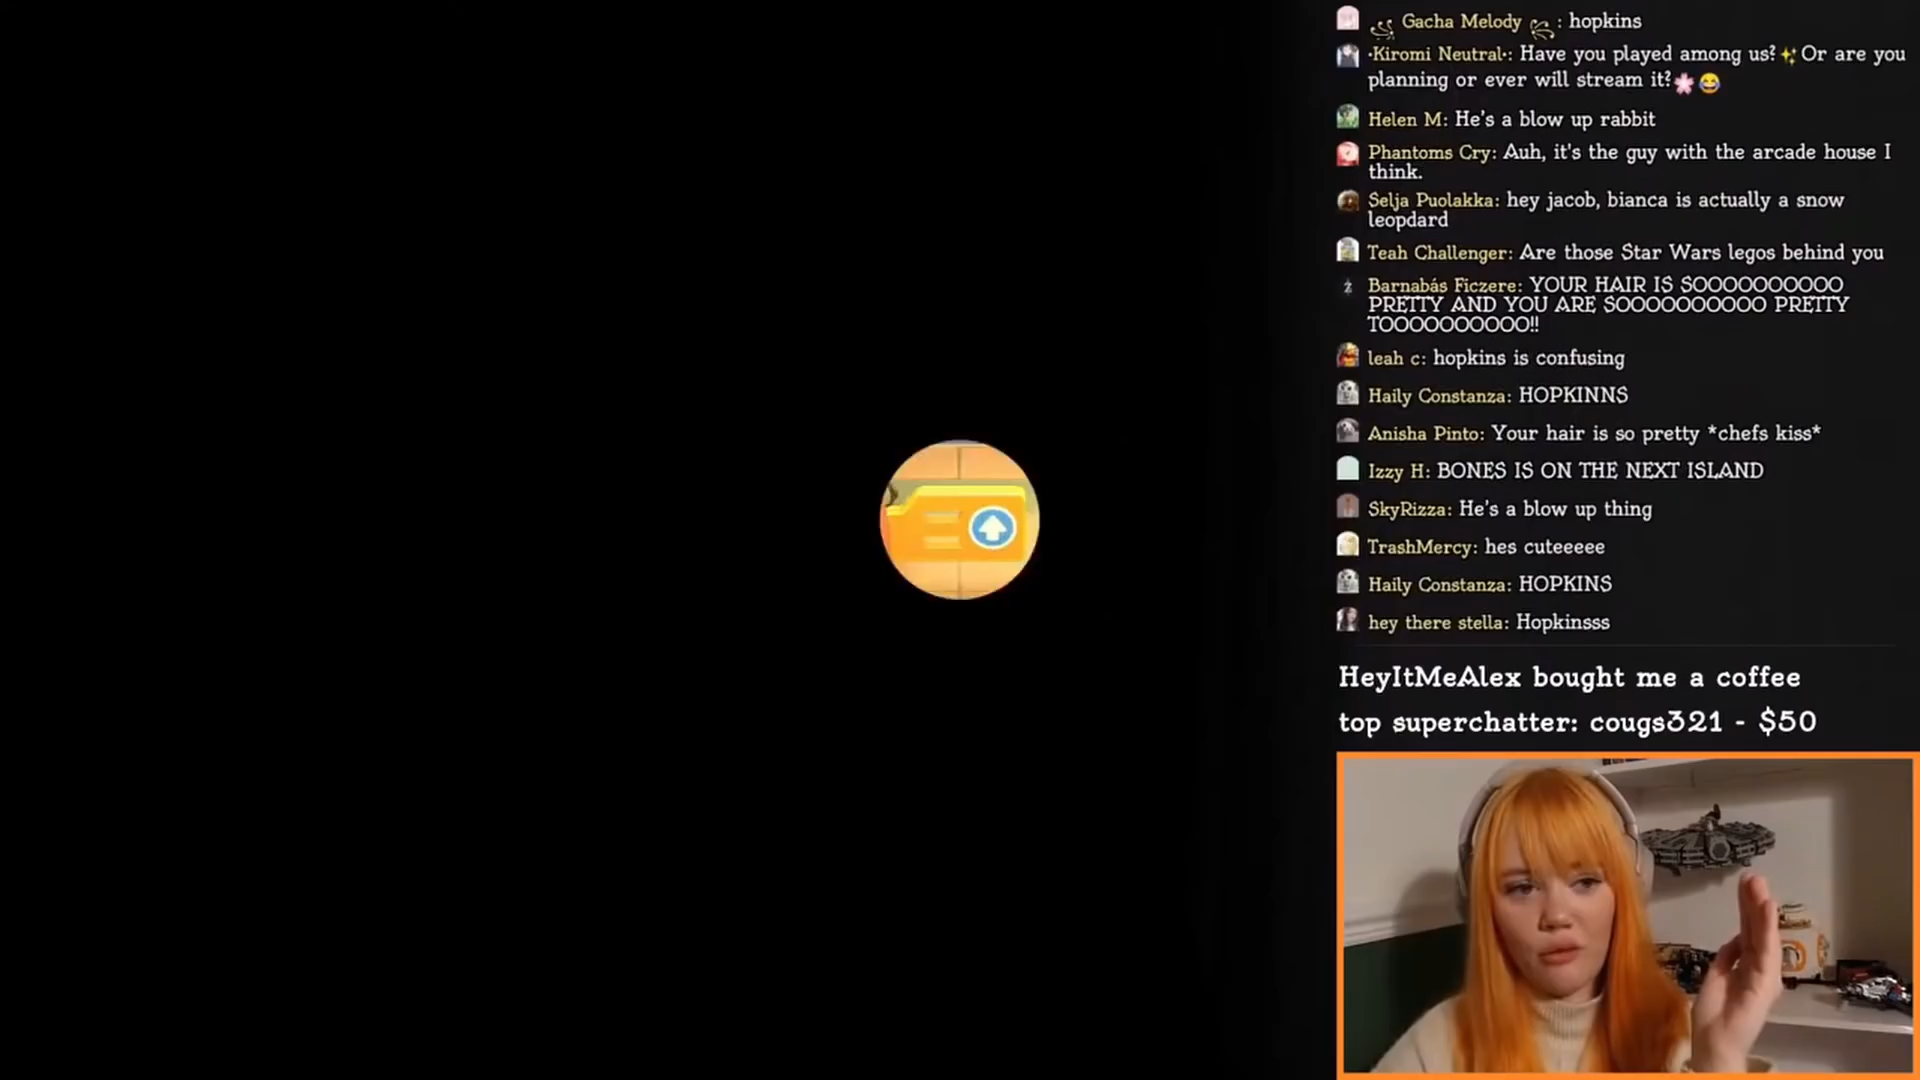 Gacha Melody : hopkins
·Kiromi Neutral·: Have you played among us?✨Or are you
planning or ever will stream it?🌸😂
Helen M: He's a blow up rabbit
Phantoms Cry: Auh, it's the guy with the arcade house I
think.
Selja Puolakka: hey jacob, bianca is actually a snow
leopdard
Teah Challenger: Are those Star Wars legos behind you
Barnabás Ficzere: YOUR HAIR IS SOOOOOOOOOO
PRETTY AND YOU ARE SOOOOOOOOOO PRETTY
TOOOOOOOOOO!!
leah c: hopkins is confusing
Haily Constanza: HOPKINNS
Anisha Pinto: Your hair is so pretty *chefs kiss*
Izzy H: BONES IS ON THE NEXT ISLAND
SkyRizza: He's a blow up thing
TrashMercy: hes cuteeeee
Haily Constanza: HOPKINS
hey there stella: Hopkinsss
HeyItMeAlex bought me a coffee
top superchatter: cougs321 - $50